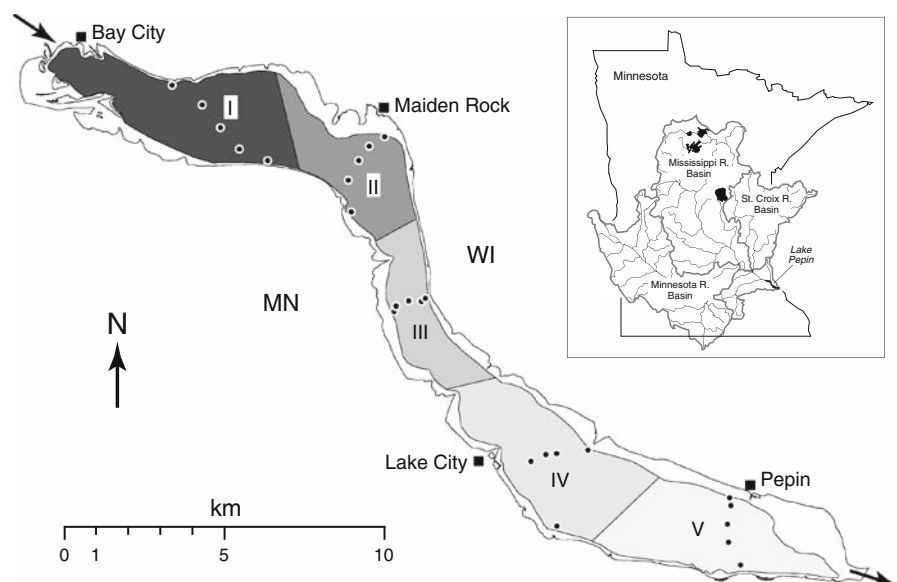 Bay City
Maiden Rock
I
II
WI
MN
III
N
Lake City
IV
Pepin
V
km
0 1 5 10
Minnesota
Mississippi R.
Basin
St. Croix R.
Basin
Lake
Pepin
Minnesota R.
Basin